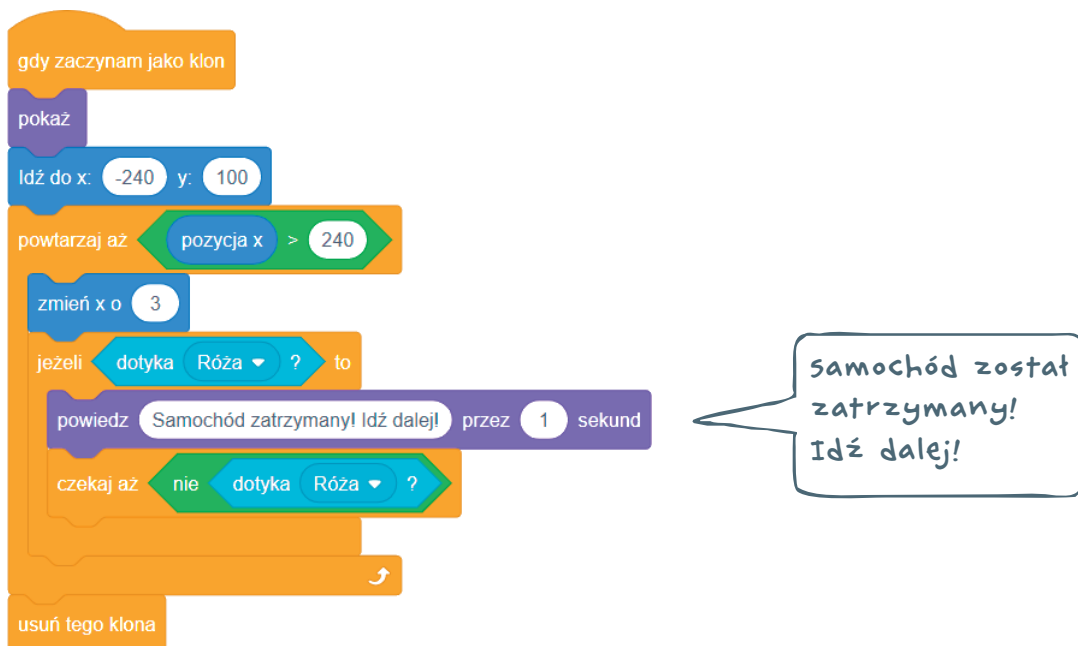 gdy zaczynam jako klon
pokaż
Idź do x: -240 y: 100
powtarzaj aż pozycja x > 240
zmień x o 3
jeżeli dotyka Róża ? to
powiedz Samochód zatrzymany! Idź dalej! przez 1 sekund
czekaj aż nie dotyka Róża ?
usuń tego klona
samochód został
zatrzymany!
Idź dalej!